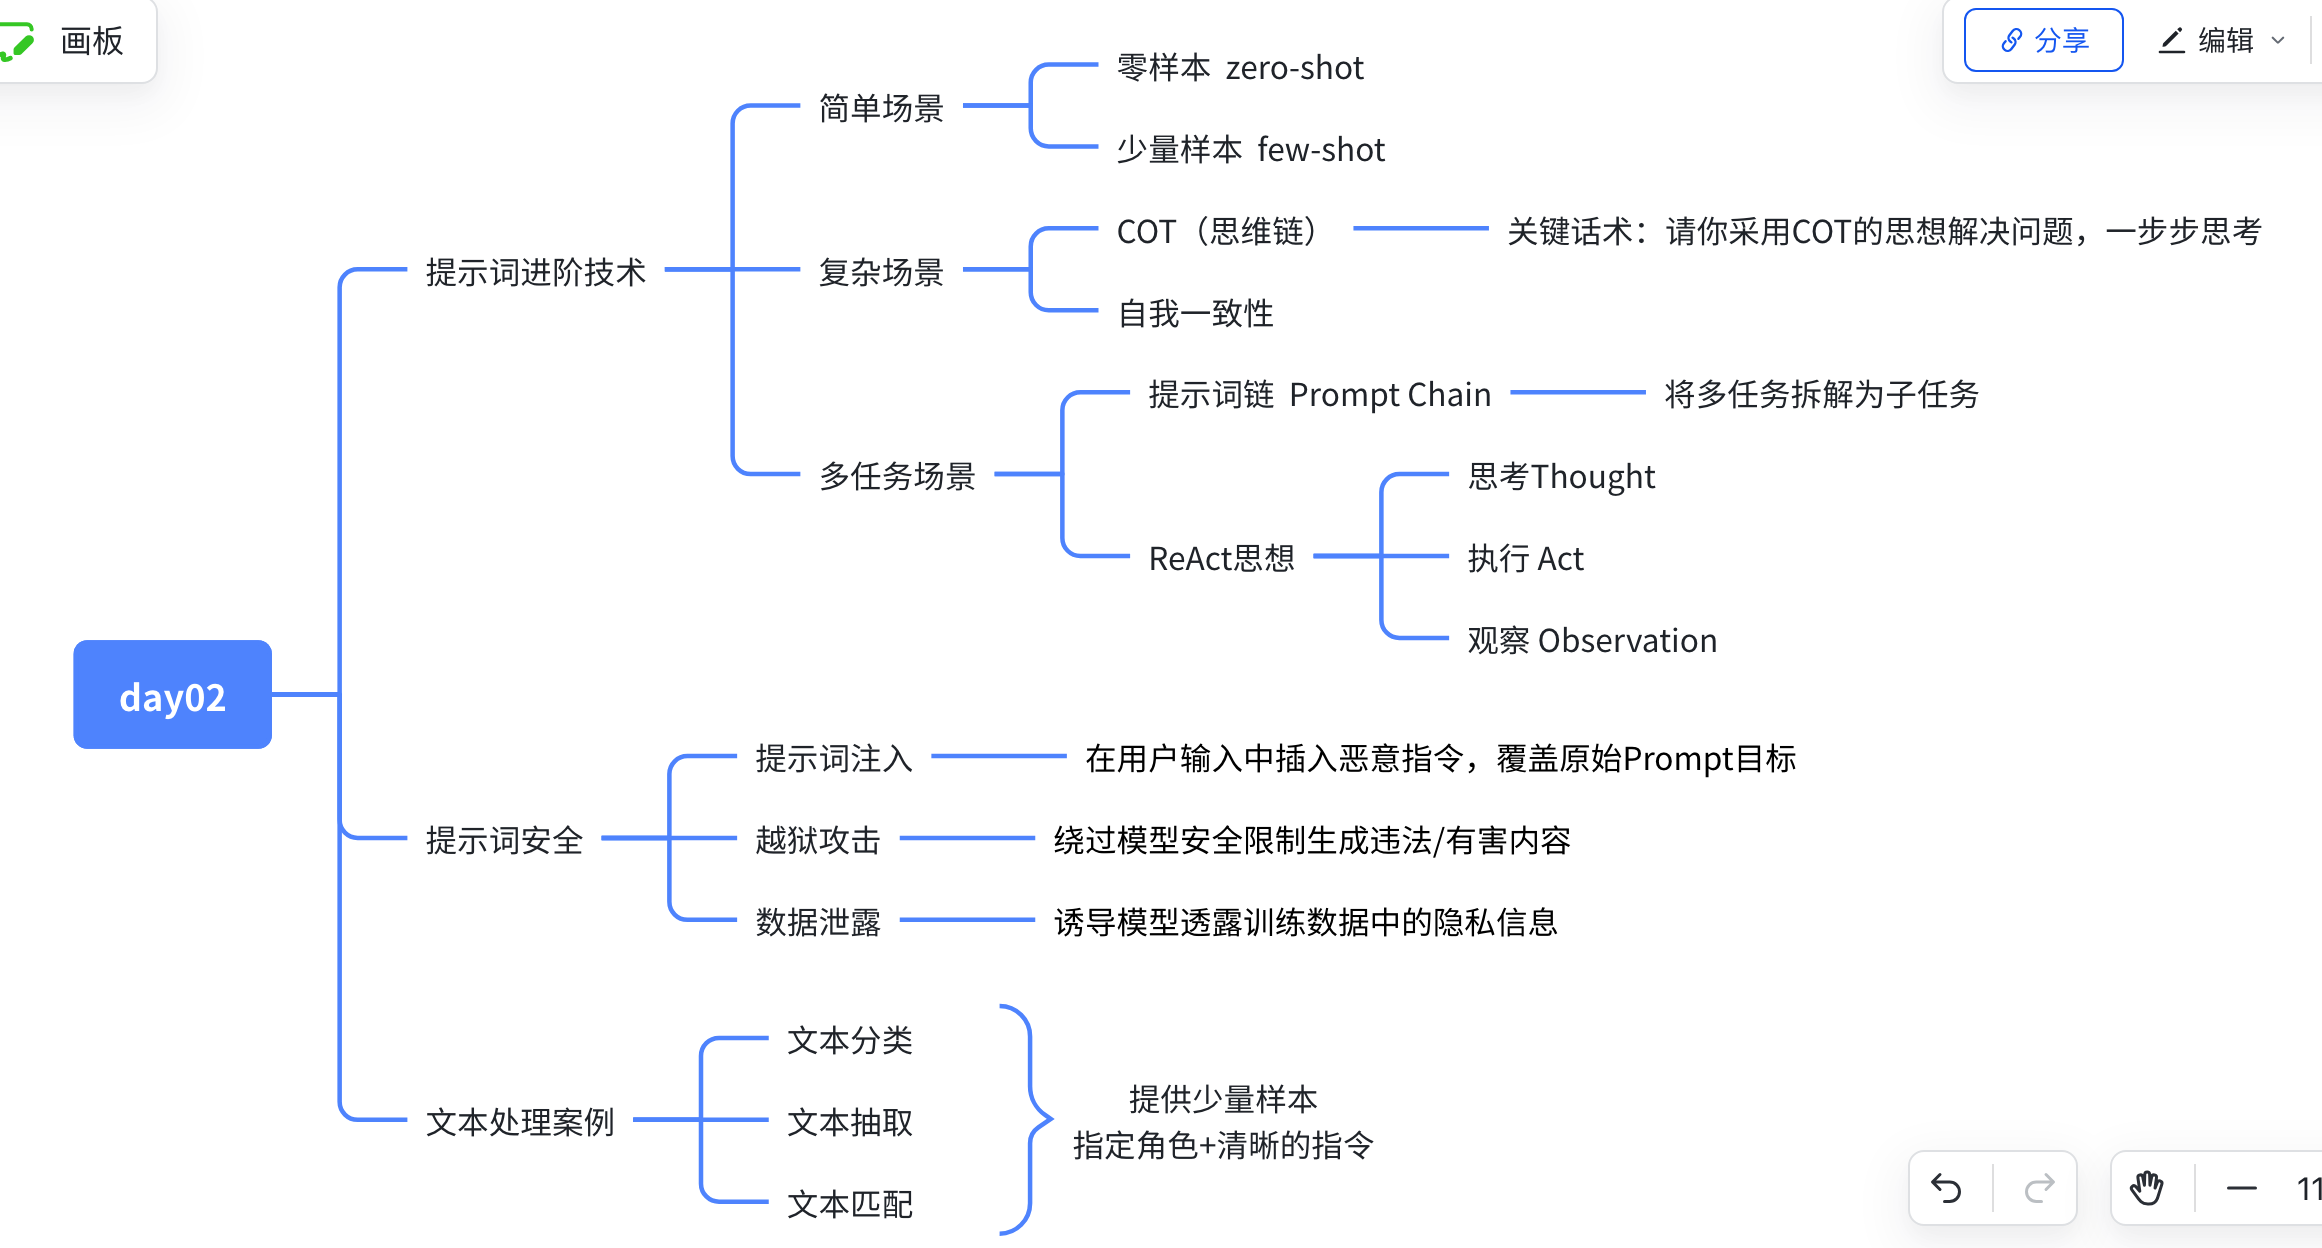 画板
分享
编辑
零样本 zero-shot
简单场景
少量样本 few-shot
COT（思维链）
关键话术：请你采用COT的思想解决问题，一步步思考
提示词进阶技术
复杂场景
自我一致性
提示词链 Prompt Chain
将多任务拆解为子任务
多任务场景
思考Thought
ReAct思想
执行 Act
观察 Observation
day02
提示词注入
在用户输入中插入恶意指令，覆盖原始Prompt目标
提示词安全
越狱攻击
绕过模型安全限制生成违法/有害内容
数据泄露
诱导模型透露训练数据中的隐私信息
文本分类
文本处理案例
文本抽取
提供少量样本
指定角色+清晰的指令
文本匹配
11